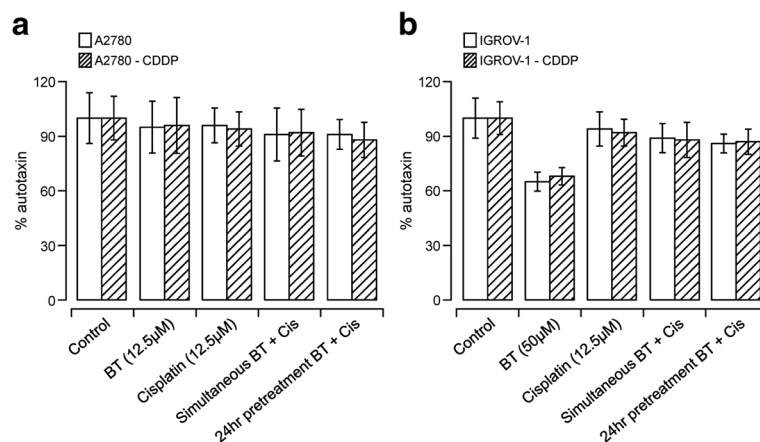 a
A2780
A2780 - CDDP
120
90
60
30
0
% autotaxin
Control
BT (12.5µM)
Cisplatin (12.5µM)
Simultaneous BT + Cis
24hr pretreatment BT + Cis
b
IGROV-1
IGROV-1 - CDDP
120
90
60
30
0
% autotaxin
Control
BT (50µM)
Cisplatin (12.5µM)
Simultaneous BT + Cis
24hr pretreatment BT + Cis